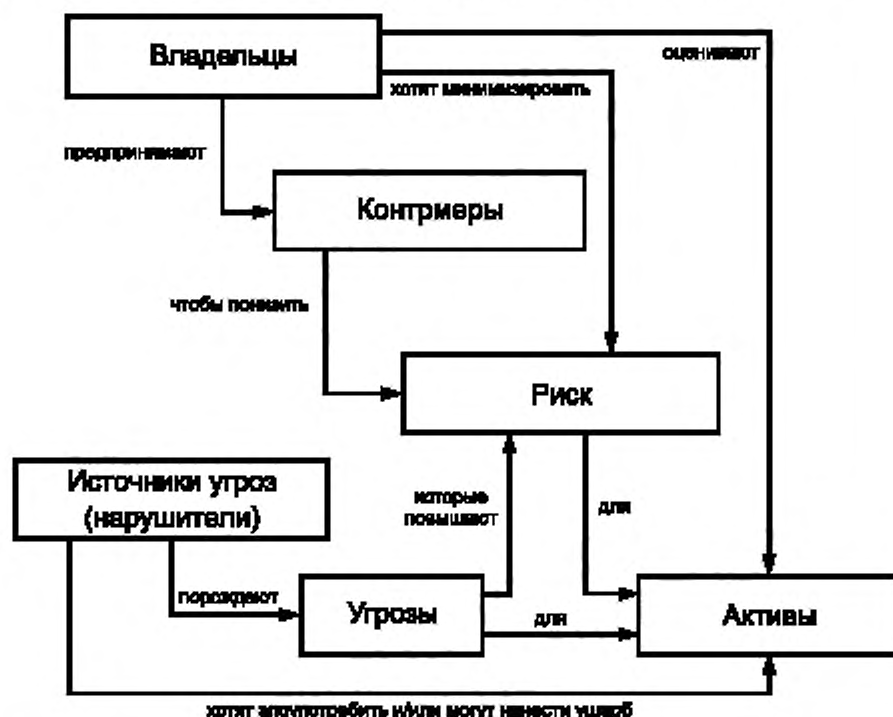 Владельцы
оценивают
хотят минимизировать
предпринимают
Контрмеры
чтобы понизить
Риск
Источники угроз
(нарушители)
которые
повышают
для
порождают
Угрозы
для
Активы
хотят злоупотребить и/или могут нанести ущерб